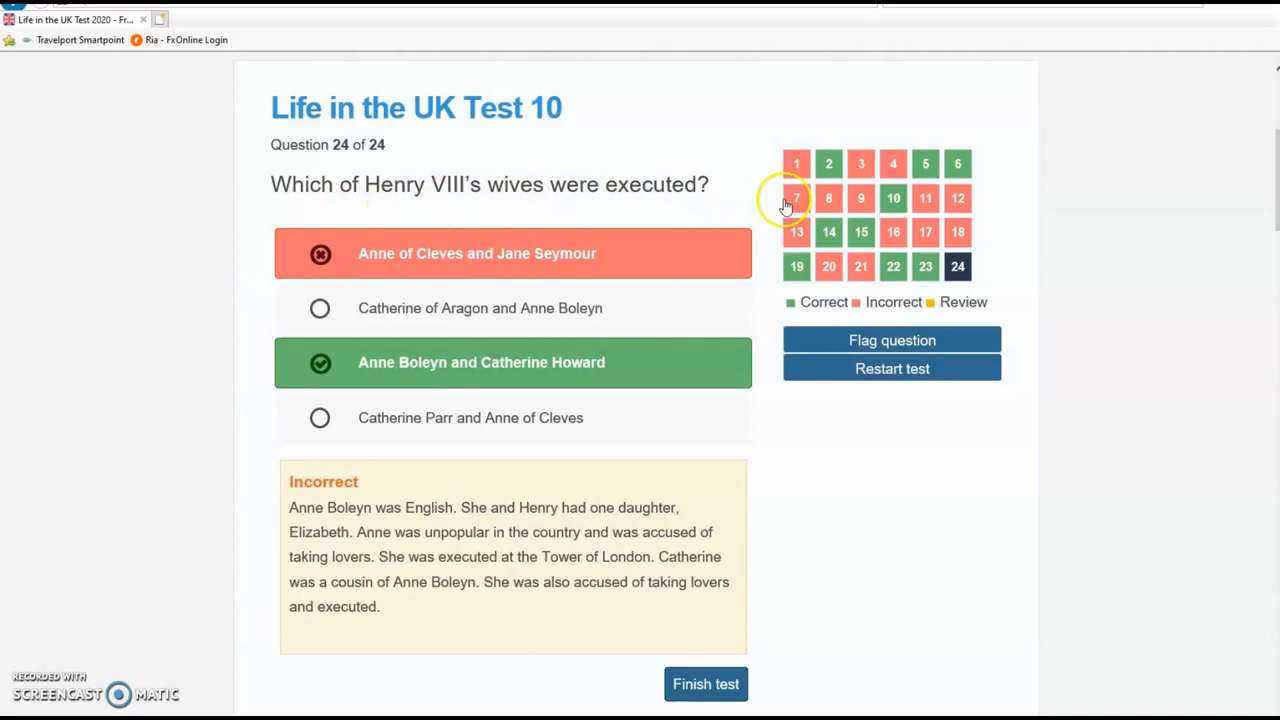 Life in the UK Test 2020 - Fr...
Travelport Smartpoint
Ria - FxOnline Login
Life in the UK Test 10
Question 24 of 24
Which of Henry VIII's wives were executed?
Anne of Cleves and Jane Seymour
Catherine of Aragon and Anne Boleyn
Anne Boleyn and Catherine Howard
Catherine Parr and Anne of Cleves
Incorrect
Anne Boleyn was English. She and Henry had one daughter,
Elizabeth. Anne was unpopular in the country and was accused of
taking lovers. She was executed at the Tower of London. Catherine
was a cousin of Anne Boleyn. She was also accused of taking lovers
and executed.
Finish test
1 2 3 4 5 6
7 8 9 10 11 12
13 14 15 16 17 18
19 20 21 22 23 24
Correct Incorrect Review
Flag question
Restart test
RECORDED WITH
SCREENCAST MATIC